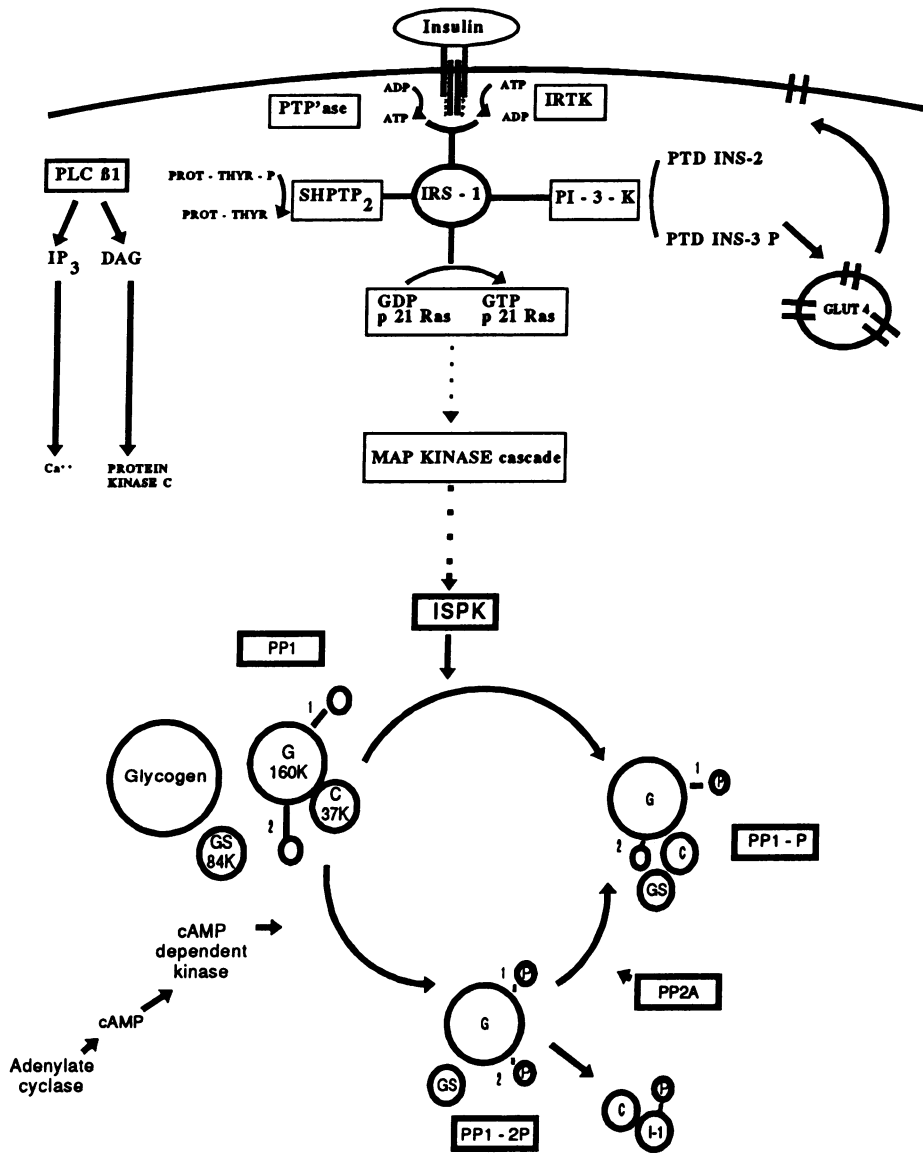 Insulin
ADP
ATP
ATP
ADP
PTP'ase
IRTK
PLC ß1
IP3
DAG
Ca++
PROTEIN
KINASE C
PROT - THYR - P
PROT - THYR
SHPTP2
IRS - 1
PI - 3 - K
PTD INS-2
PTD INS-3 P
GLUT 4
GDP
p 21 Ras
GTP
p 21 Ras
MAP KINASE cascade
ISPK
PP1
Glycogen
1
G
160K
C
37K
2
GS
84K
1
P
G
2
C
GS
PP1 - P
cAMP
dependent
kinase
cAMP
Adenylate
cyclase
1
P
G
2
P
GS
PP1 - 2P
PP2A
P
C
I-1